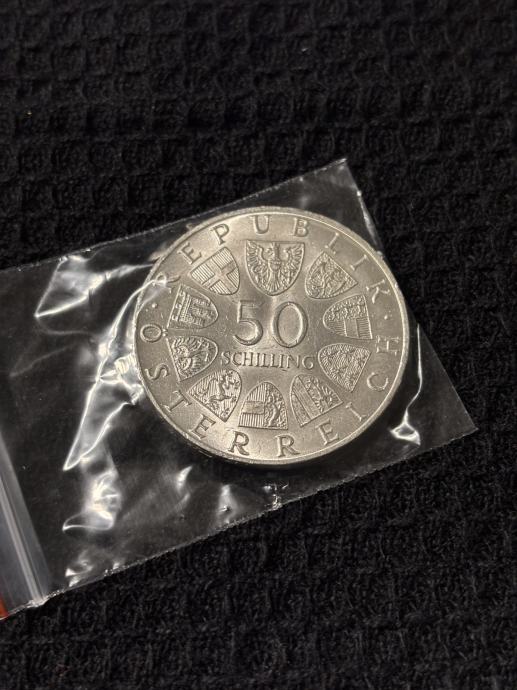 REPUBLIK · ÖSTERREICH ·
50
SCHILLING